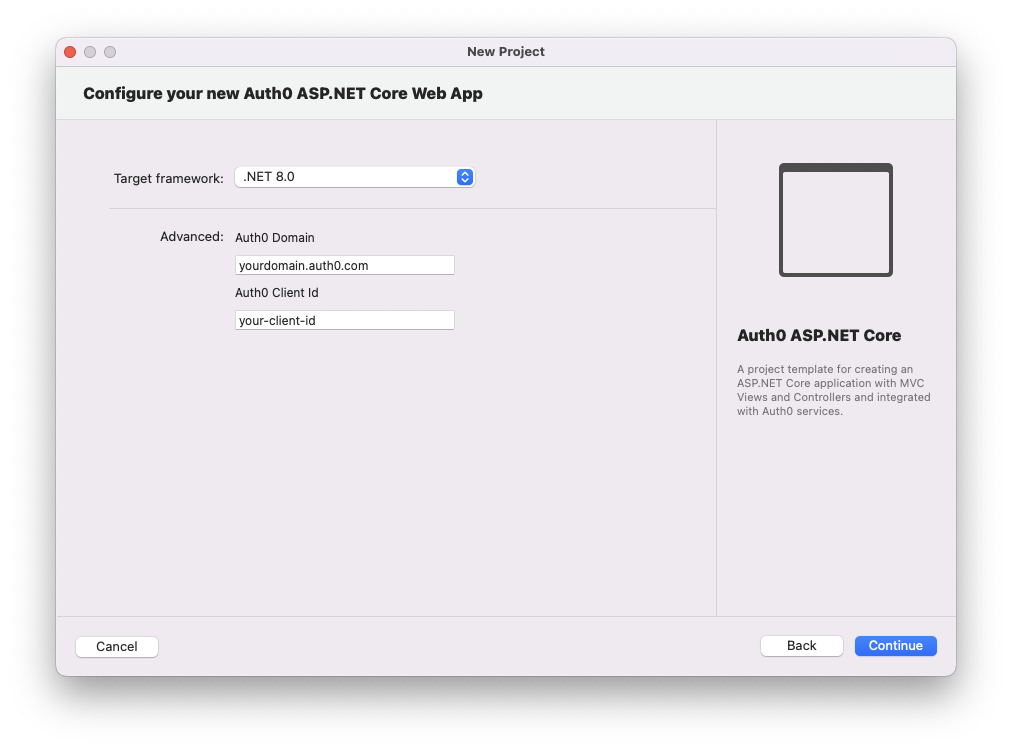 New Project
Configure your new Auth0 ASP.NET Core Web App
Target framework: .NET 8.0
Advanced: Auth0 Domain
yourdomain.auth0.com
Auth0 Client Id
your-client-id
Auth0 ASP.NET Core
A project template for creating an
ASP.NET Core application with MVC
Views and Controllers and integrated
with Auth0 services.
Cancel
Back
Continue